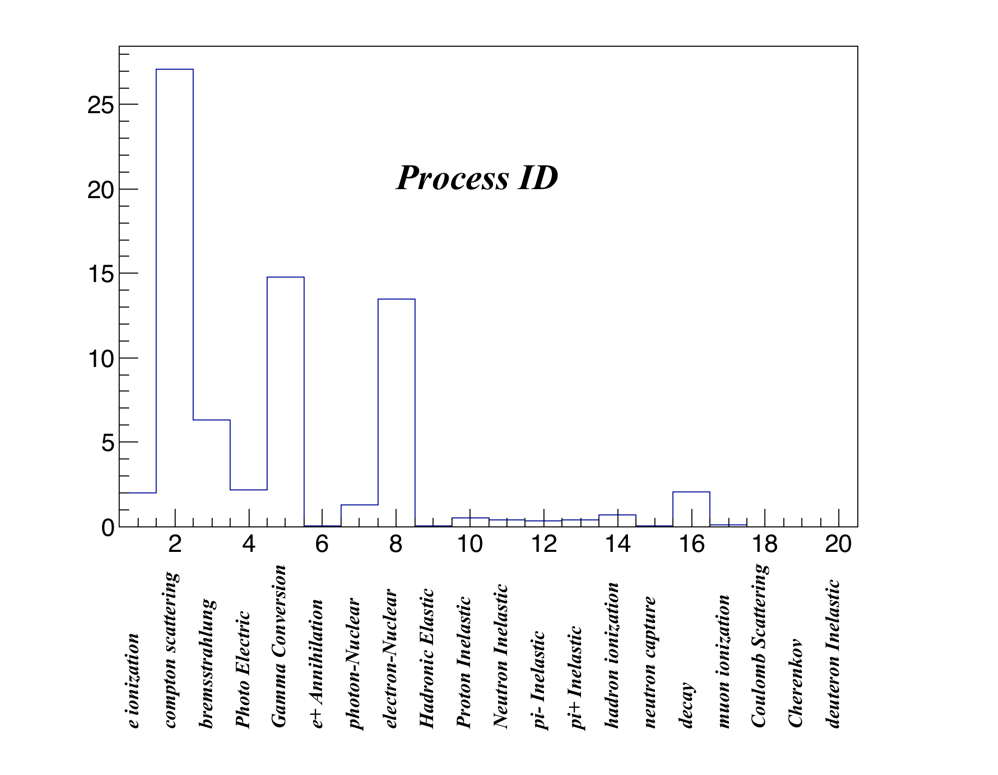 Process ID
25
20
15
10
5
0
2 4 6 8 10 12 14 16 18 20
e ionization
compton scattering
bremsstrahlung
Photo Electric
Gamma Conversion
e+ Annihilation
photon-Nuclear
electron-Nuclear
Hadronic Elastic
Proton Inelastic
Neutron Inelastic
pi- Inelastic
pi+ Inelastic
hadron ionization
neutron capture
decay
muon ionization
Coulomb Scattering
Cherenkov
deuteron Inelastic